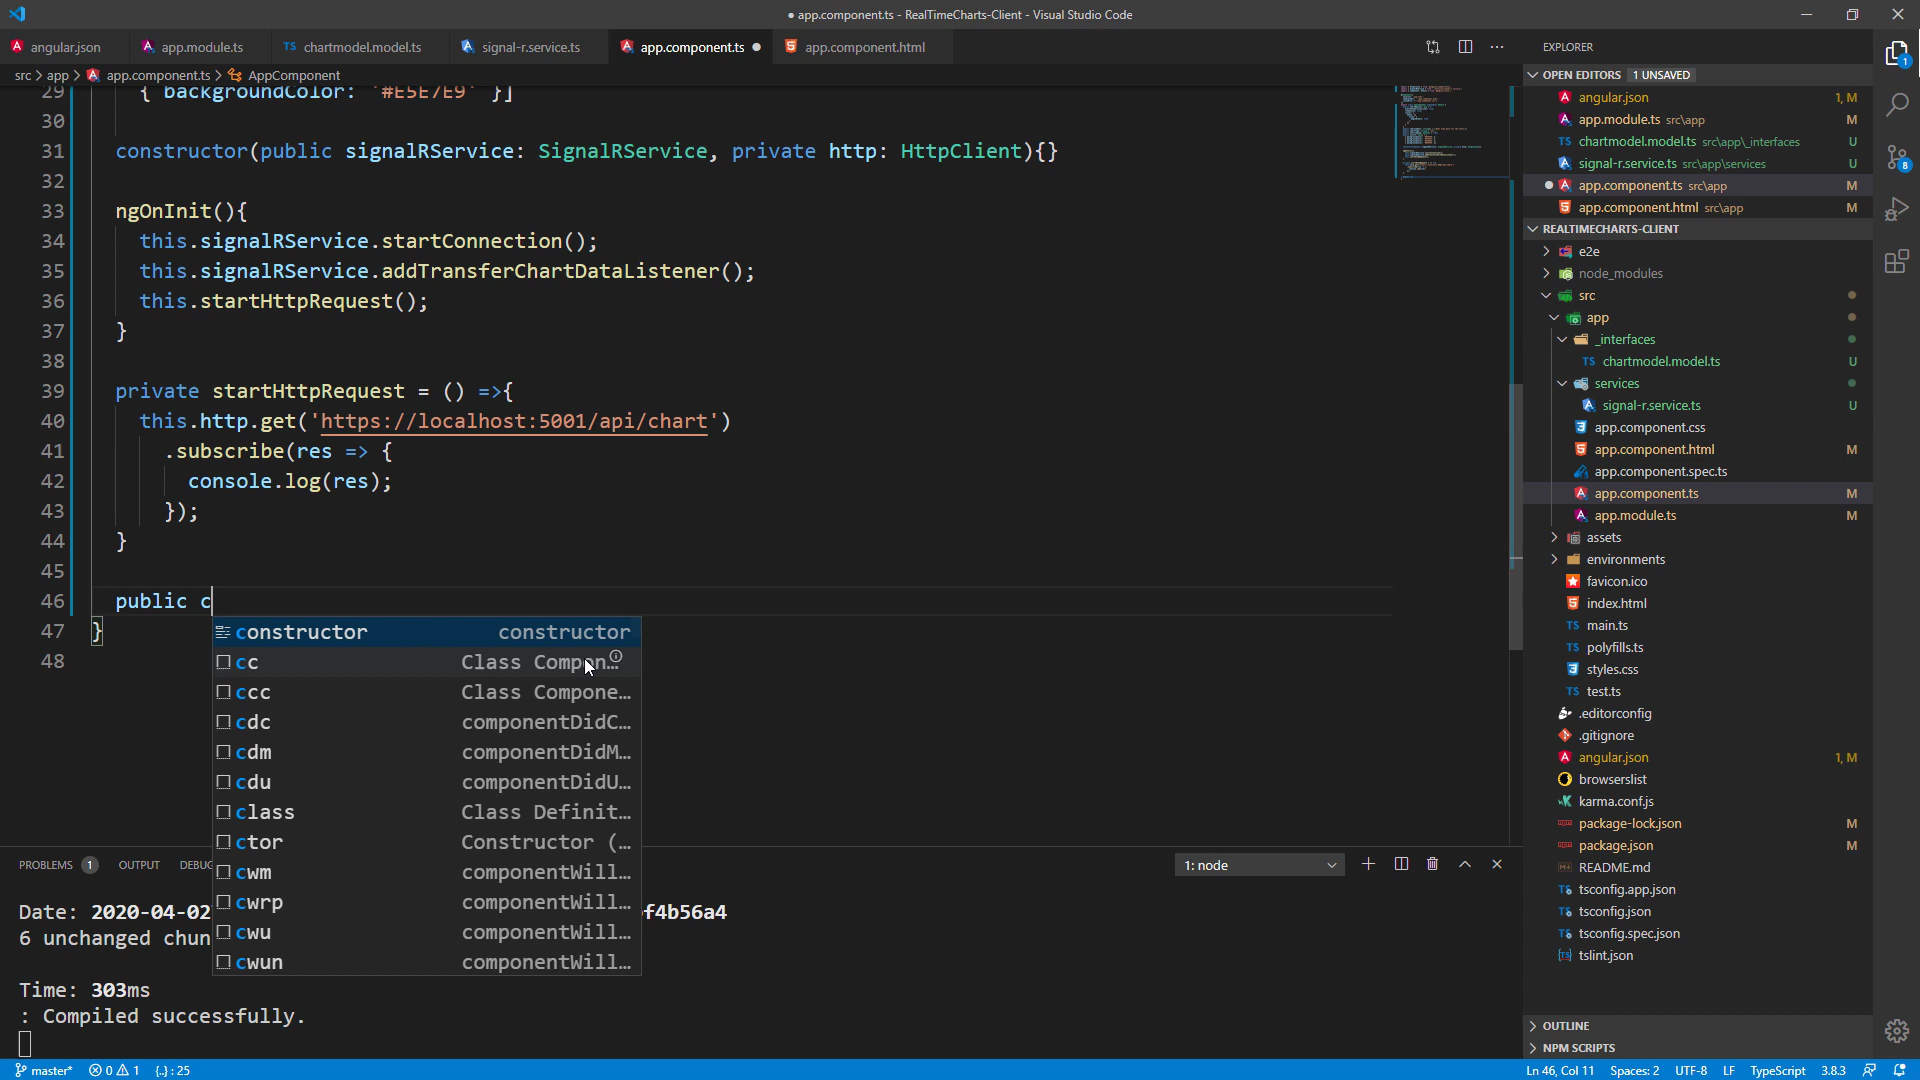 app.component.ts - RealTimeCharts-Client - Visual Studio Code
angular.json
app.module.ts
chartmodel.model.ts
signal-r.service.ts
app.component.ts
app.component.html
src > app > app.component.ts > AppComponent
29 { backgroundColor: '#E5E7E9' }]
30
31 constructor(public signalRService: SignalRService, private http: HttpClient){}
32
33 ngOnInit(){
34 this.signalRService.startConnection();
35 this.signalRService.addTransferChartDataListener();
36 this.startHttpRequest();
37 }
38
39 private startHttpRequest = () =>{
40 this.http.get('https://localhost:5001/api/chart')
41 .subscribe(res => {
42 console.log(res);
43 });
44 }
45
46 public c
47 }
48
constructor constructor
cc Class Compon…
ccc Class Compone…
cdc componentDidC…
cdm componentDidM…
cdu componentDidU…
class Class Definit…
ctor Constructor (…
cwm componentWill…
cwrp componentWill…
cwu componentWill…
cwun componentWill…
PROBLEMS 1 OUTPUT DEBUG
1: node
Date: 2020-04-02
f4b56a4
6 unchanged chun
Time: 303ms
: Compiled successfully.
EXPLORER
OPEN EDITORS 1 UNSAVED
angular.json 1, M
app.module.ts src\app M
chartmodel.model.ts src\app\_interfaces U
signal-r.service.ts src\app\services U
app.component.ts src\app M
app.component.html src\app M
REALTIMECHARTS-CLIENT
e2e
node_modules
src
app
_interfaces
TS chartmodel.model.ts U
services
signal-r.service.ts U
app.component.css
app.component.html M
app.component.spec.ts
app.component.ts M
app.module.ts M
assets
environments
favicon.ico
index.html
TS main.ts
TS polyfills.ts
styles.css
TS test.ts
.editorconfig
.gitignore
angular.json 1, M
browserslist
karma.conf.js
package-lock.json M
package.json M
README.md
tsconfig.app.json
tsconfig.json
tsconfig.spec.json
tslint.json
OUTLINE
NPM SCRIPTS
1
8
master* 0 1 {..} : 25
Ln 46, Col 11 Spaces: 2 UTF-8 LF TypeScript 3.8.3